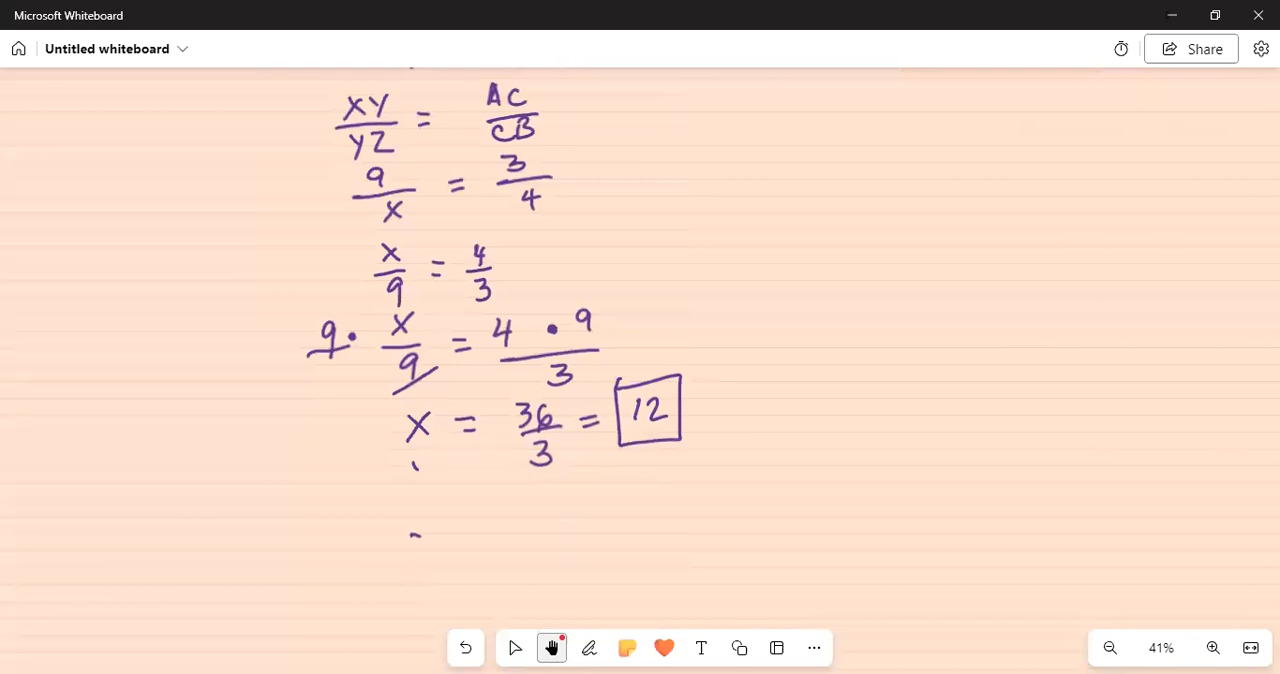 Microsoft Whiteboard
Untitled whiteboard
Share
XY/YZ = AC/CB
9/x = 3/4
x/9 = 4/3
9 · x/9 = 4 · 9/3
x = 36/3 = 12
41%